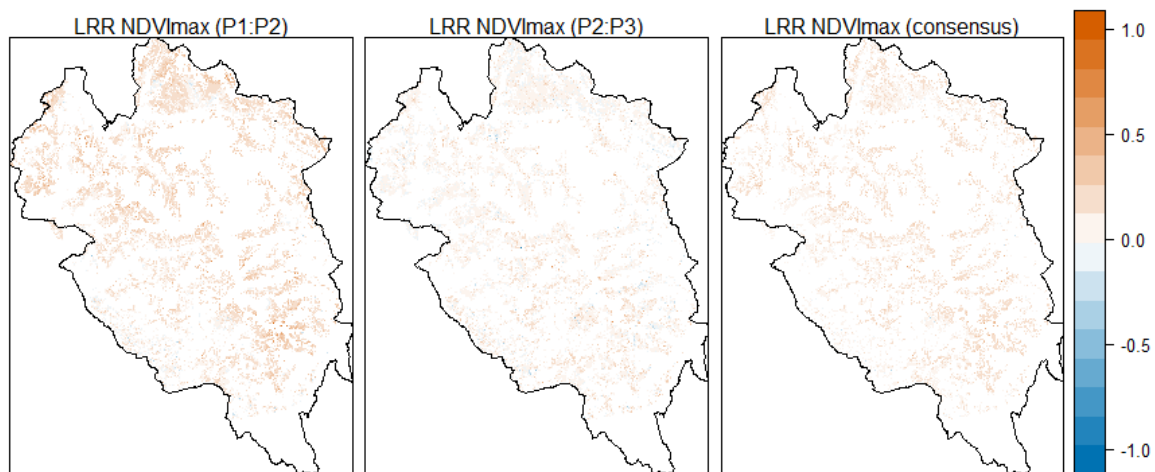 LRR NDVImax (P1:P2)
LRR NDVImax (P2:P3)
LRR NDVImax (consensus)
1.0
0.5
0.0
-0.5
-1.0